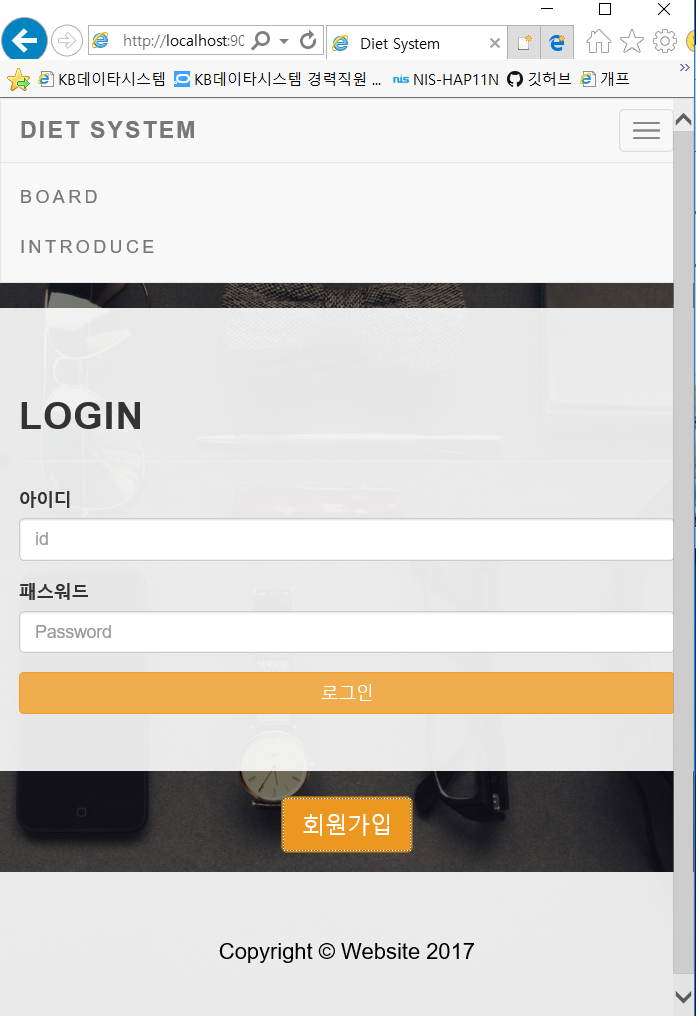 http://localhost:90
Diet System
KB데이타시스템 KB데이타시스템 경력직원 ... nis NIS-HAP11N 깃허브 개프
DIET SYSTEM
BOARD
INTRODUCE
LOGIN
아이디
id
패스워드
Password
로그인
회원가입
Copyright © Website 2017